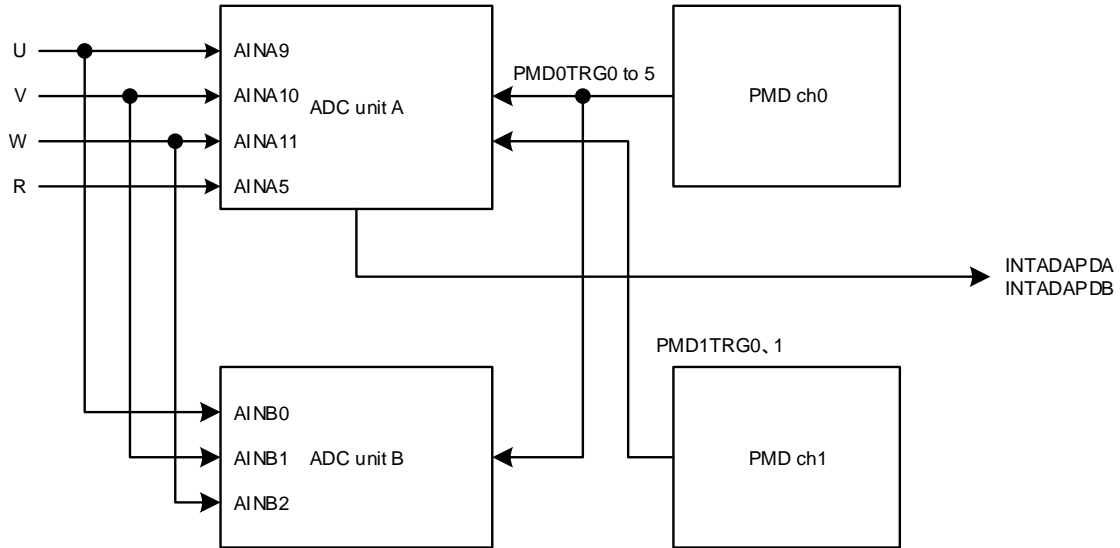 U
V
W
R
AINA9
AINA10
AINA11
AINA5
ADC unit A
PMD0TRG0 to 5
PMD ch0
INTADAPDA
INTADAPDB
PMD1TRG0、1
AINB0
AINB1
AINB2
ADC unit B
PMD ch1